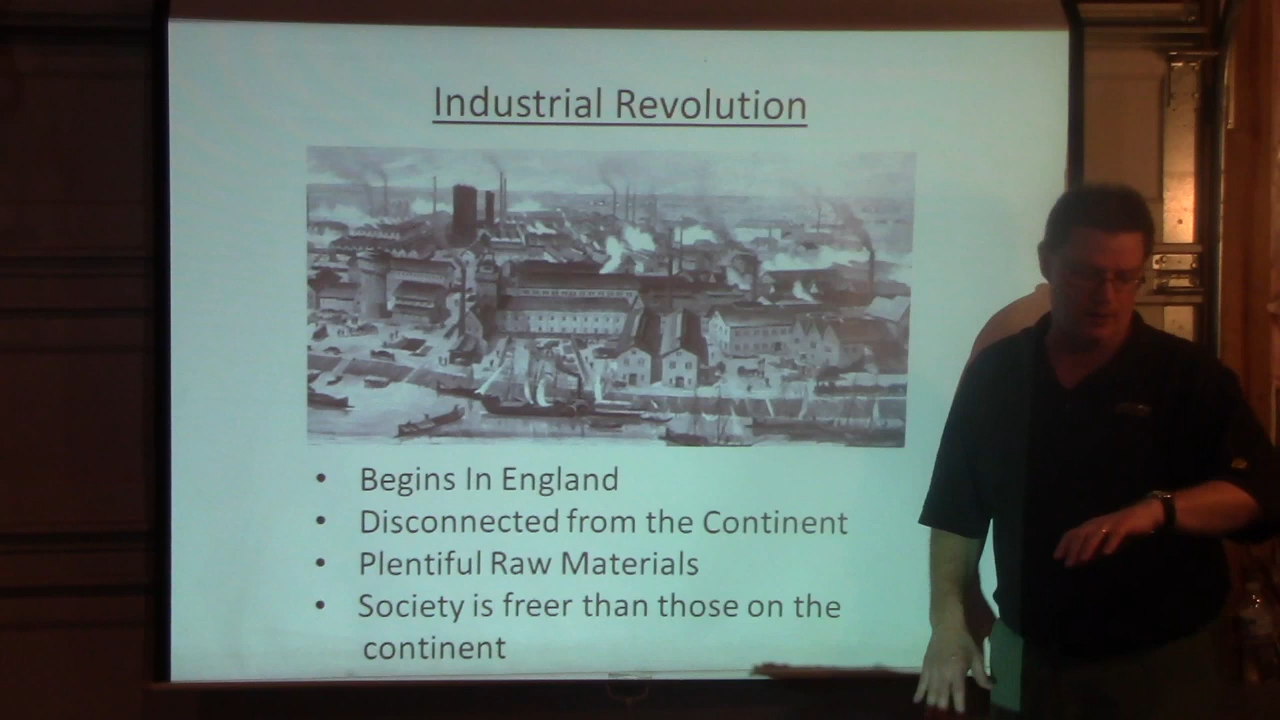 Industrial Revolution
• Begins In England
• Disconnected from the Continent
• Plentiful Raw Materials
• Society is freer than those on the
continent